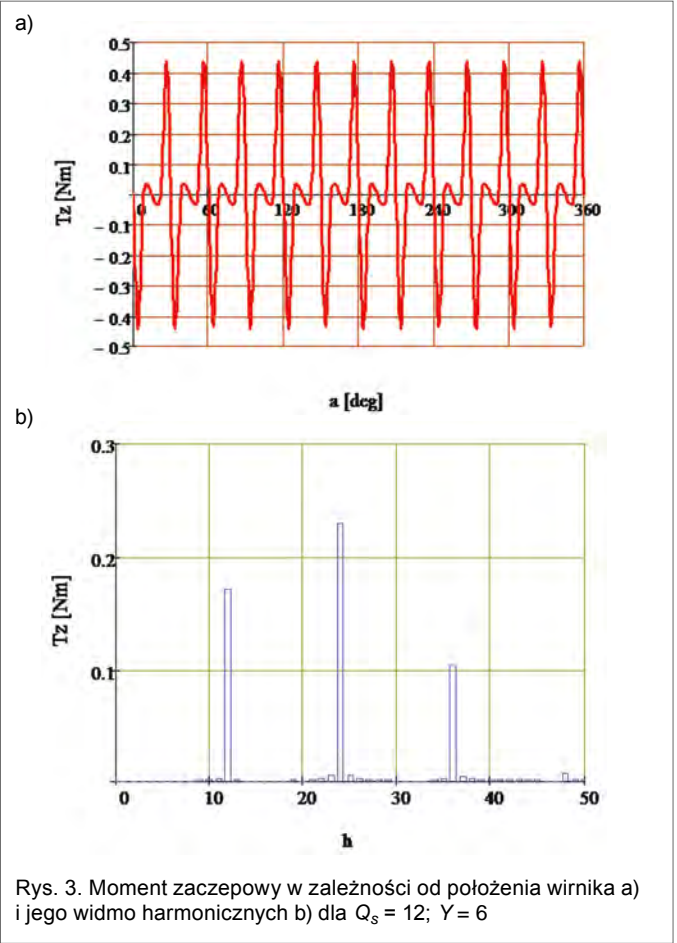 a)
0.5
0.4
0.3
0.2
0.1
Tz [Nm]
0 60 120 180 240 300 360
– 0.1
– 0.2
– 0.3
– 0.4
– 0.5
a [deg]
b)
0.3
0.2
0.1
Tz [Nm]
0 10 20 30 40 50
h
Rys. 3. Moment zaczepowy w zależności od położenia wirnika a)
i jego widmo harmonicznych b) dla Qs = 12; Y = 6